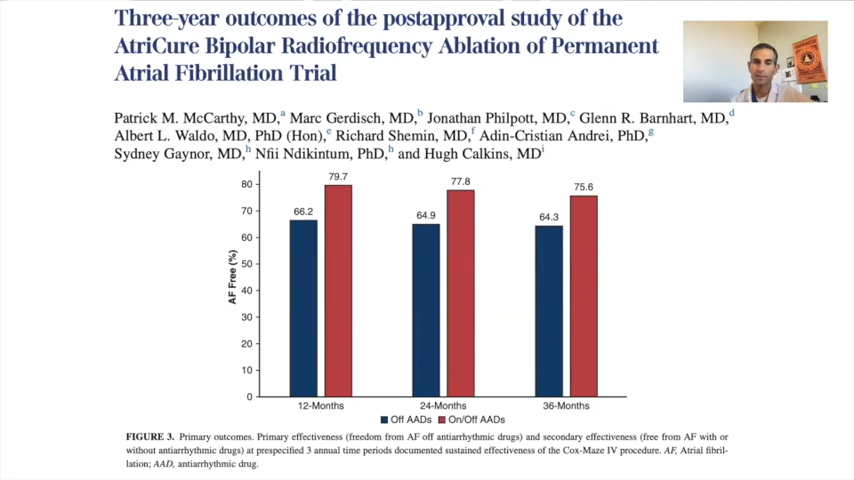 Three-year outcomes of the postapproval study of the
AtriCure Bipolar Radiofrequency Ablation of Permanent
Atrial Fibrillation Trial
Patrick M. McCarthy, MD,a Marc Gerdisch, MD,b Jonathan Philpott, MD,c Glenn R. Barnhart, MD,d
Albert L. Waldo, MD, PhD (Hon),e Richard Shemin, MD,f Adin-Cristian Andrei, PhD,g
Sydney Gaynor, MD,h Nfii Ndikintum, PhD,h and Hugh Calkins, MDi
AF Free (%)
80
70
60
50
40
30
20
10
0
66.2
79.7
64.9
77.8
64.3
75.6
12-Months
24-Months
36-Months
Off AADs
On/Off AADs
FIGURE 3. Primary outcomes. Primary effectiveness (freedom from AF off antiarrhythmic drugs) and secondary effectiveness (free from AF with or
without antiarrhythmic drugs) at prespecified 3 annual time periods documented sustained effectiveness of the Cox-Maze IV procedure. AF, Atrial fibril-
lation; AAD, antiarrhythmic drug.